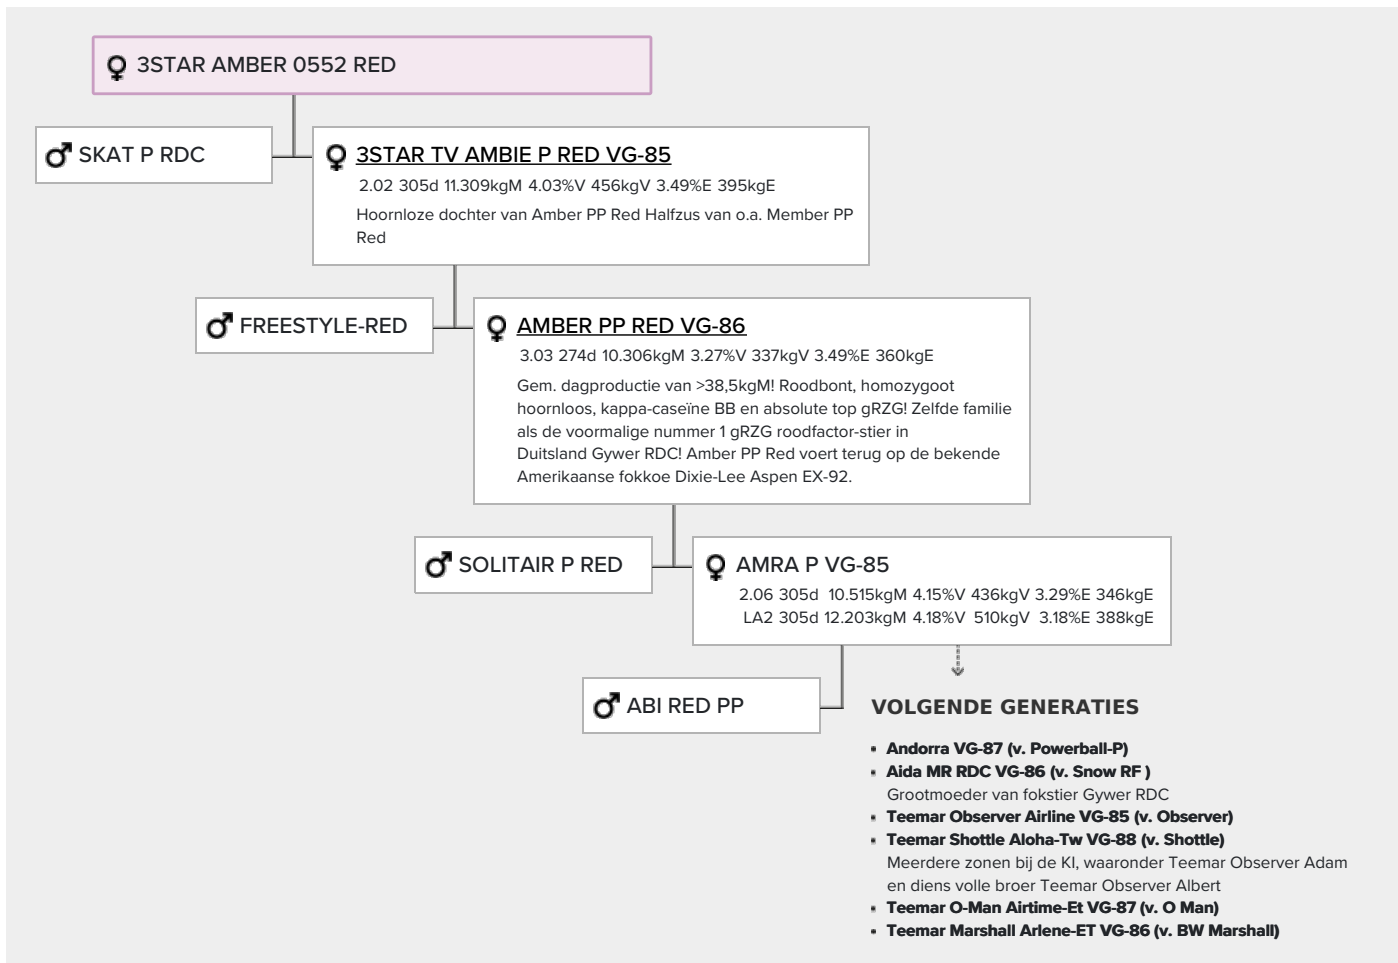 3STAR AMBER 0552 RED
SKAT P RDC
3STAR TV AMBIE P RED VG-85
2.02 305d 11.309kgM 4.03%V 456kgV 3.49%E 395kgE
Hoornloze dochter van Amber PP Red Halfzus van o.a. Member PP
Red
FREESTYLE-RED
AMBER PP RED VG-86
3.03 274d 10.306kgM 3.27%V 337kgV 3.49%E 360kgE
Gem. dagproductie van >38,5kgM! Roodbont, homozygoot
hoornloos, kappa-caseïne BB en absolute top gRZG! Zelfde familie
als de voormalige nummer 1 gRZG roodfactor-stier in
Duitsland Gywer RDC! Amber PP Red voert terug op de bekende
Amerikaanse fokkoe Dixie-Lee Aspen EX-92.
SOLITAIR P RED
AMRA P VG-85
2.06 305d 10.515kgM 4.15%V 436kgV 3.29%E 346kgE
LA2 305d 12.203kgM 4.18%V 510kgV 3.18%E 388kgE
ABI RED PP
VOLGENDE GENERATIES
Andorra VG-87 (v. Powerball-P)
Aida MR RDC VG-86 (v. Snow RF )
Grootmoeder van fokstier Gywer RDC
Teemar Observer Airline VG-85 (v. Observer)
Teemar Shottle Aloha-Tw VG-88 (v. Shottle)
Meerdere zonen bij de KI, waaronder Teemar Observer Adam
en diens volle broer Teemar Observer Albert
Teemar O-Man Airtime-Et VG-87 (v. O Man)
Teemar Marshall Arlene-ET VG-86 (v. BW Marshall)